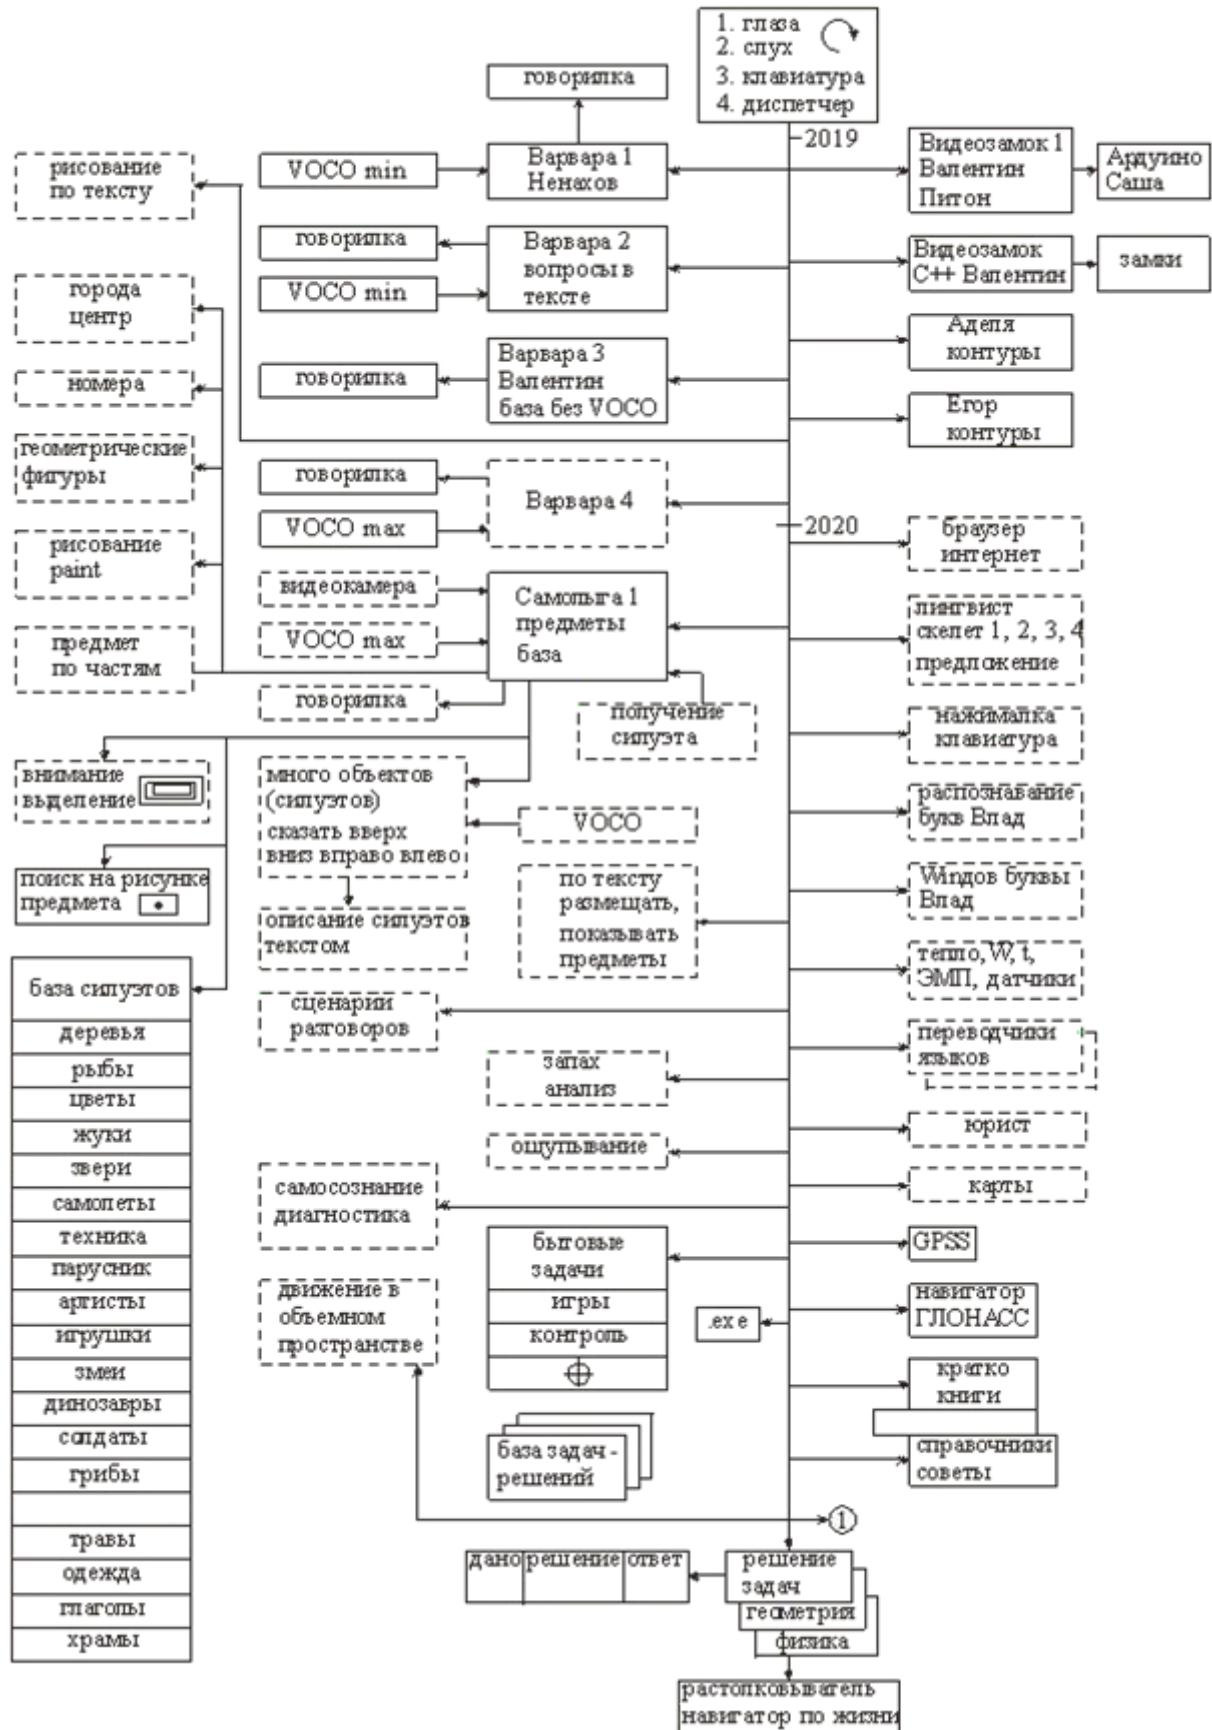 1. глаза
2. слух
3. клавиатура
4. диспетчер
говорилка
2019
VOCO min
Варвара 1
Ненахов
Видеозамок 1
Валентин
Питон
Ардуино
Саша
рисование
по тексту
говорилка
VOCO min
Варвара 2
вопросы в
тексте
Видеозамок
C++ Валентин
замки
города
центр
Аделя
контуры
номера
говорилка
Варвара 3
Валентин
база без VOCO
Егор
контуры
геометрические
фигуры
говорилка
VOCO max
Варвара 4
2020
браузер
интернет
рисование
paint
видеокамера
VOCO max
говорилка
Самолыга 1
предметы
база
лингвист
скелет 1, 2, 3, 4
предложение
предмет
по частям
получение
силуэта
нажималка
клавиатура
внимание
выделение
много объектов
(силуэтов)
сказать вверх
вниз вправо влево
VOCO
распознавание
букв Влад
поиск на рисунке
предмета
описание силуэтов
текстом
по тексту
размещать,
показывать
предметы
Winдов буквы
Влад
тепло, W, t,
ЭМП, датчики
база силуэтов
деревья
рыбы
цветы
жуки
звери
самолеты
техника
парусник
артисты
игрушки
змеи
динозавры
солдаты
грибы
травы
одежда
глаголы
храмы
сценарии
разговоров
переводчики
языков
запах
анализ
ощупывание
юрист
самосознание
диагностика
карты
бытовые
задачи
игры
контроль
GPSS
движение в
объемном
пространстве
.exe
навигатор
ГЛОНАСС
кратко
книги
справочники
советы
база задач -
решений
1
дано
решение
ответ
решение
задач
геометрия
физика
растолкователь
навигатор по жизни